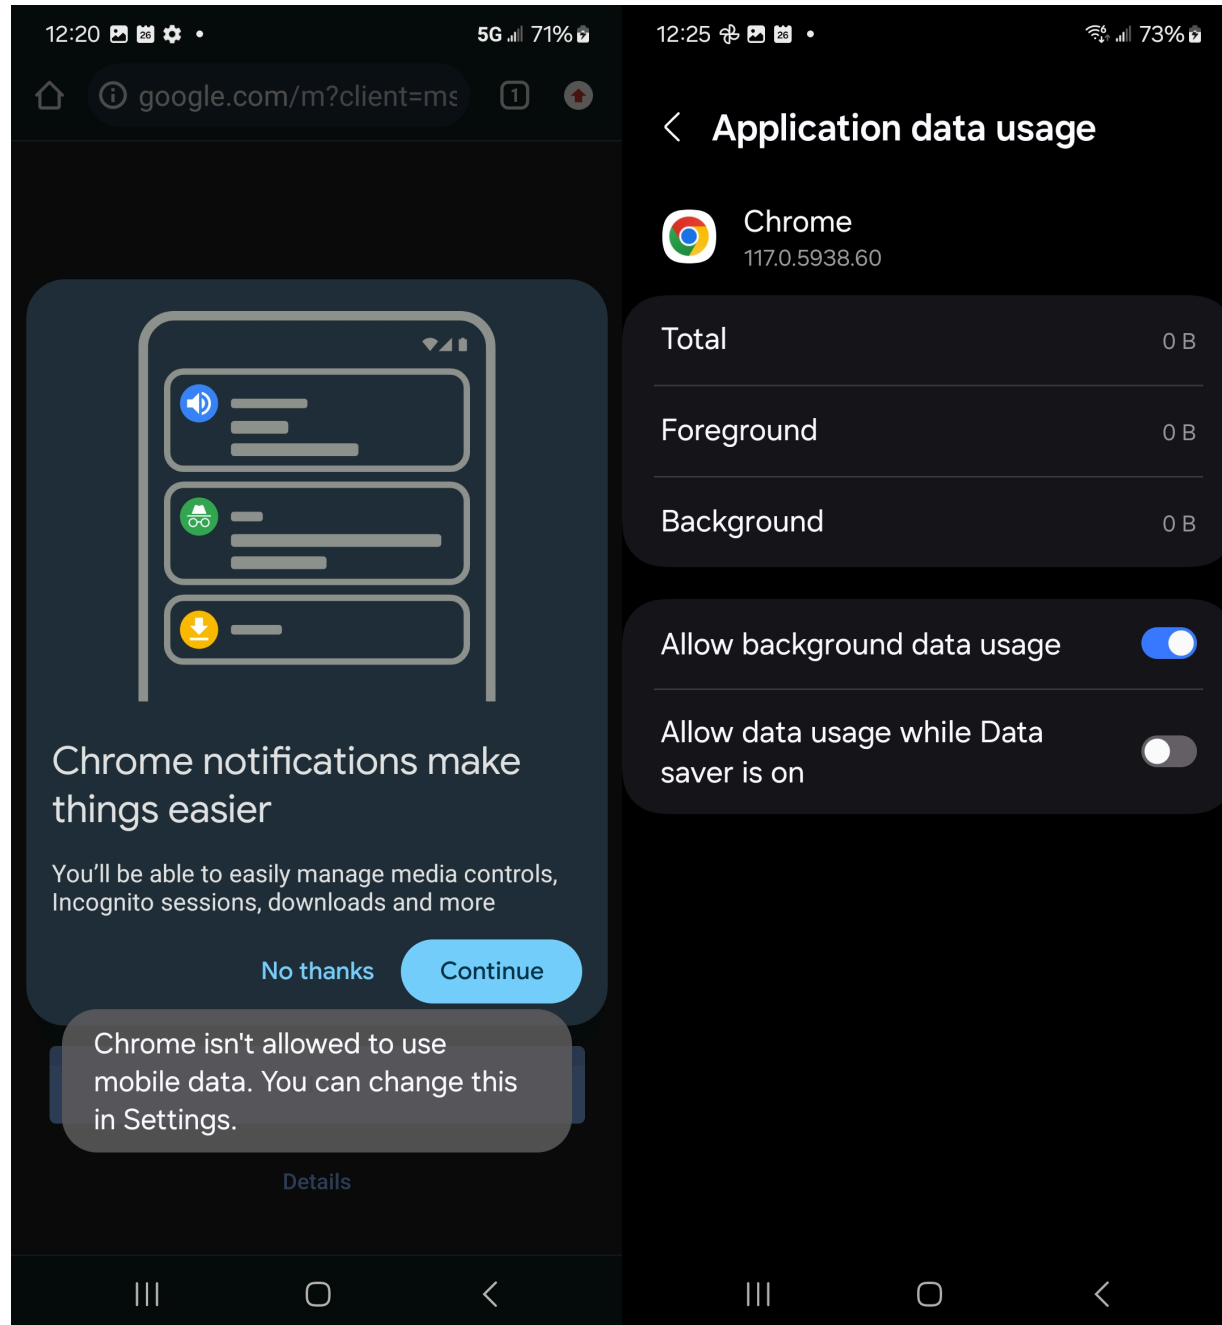 12:20
26
5G
71%
google.com/m?client=ms
1
Chrome notifications make
things easier
You'll be able to easily manage media controls,
Incognito sessions, downloads and more
No thanks
Continue
Chrome isn't allowed to use
mobile data. You can change this
in Settings.
Details
12:25
26
6
73%
Application data usage
Chrome
117.0.5938.60
Total
0 B
Foreground
0 B
Background
0 B
Allow background data usage
Allow data usage while Data
saver is on